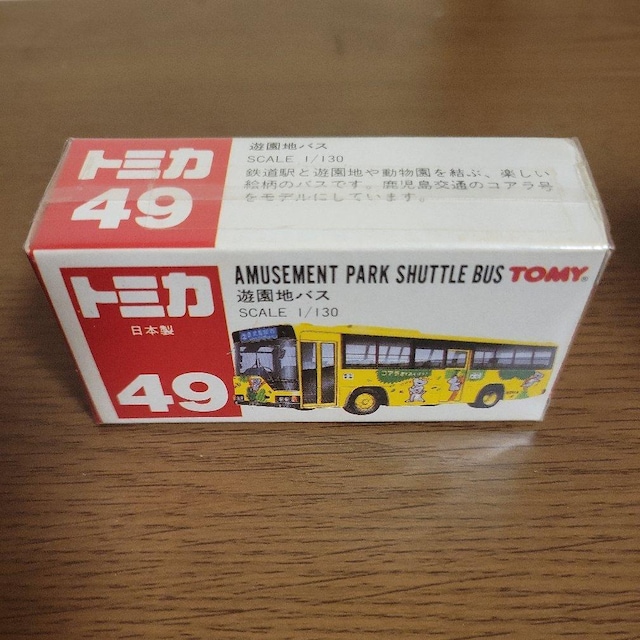 トミカ
49
遊園地バス
SCALE 1/130
鉄道駅と遊園地や動物園を結ぶ、楽しい
絵柄のバスです。鹿児島交通のコアラ号
をモデルにしています。
トミカ
日本製
49
AMUSEMENT PARK SHUTTLE BUS TOMY®
遊園地バス
SCALE 1/130